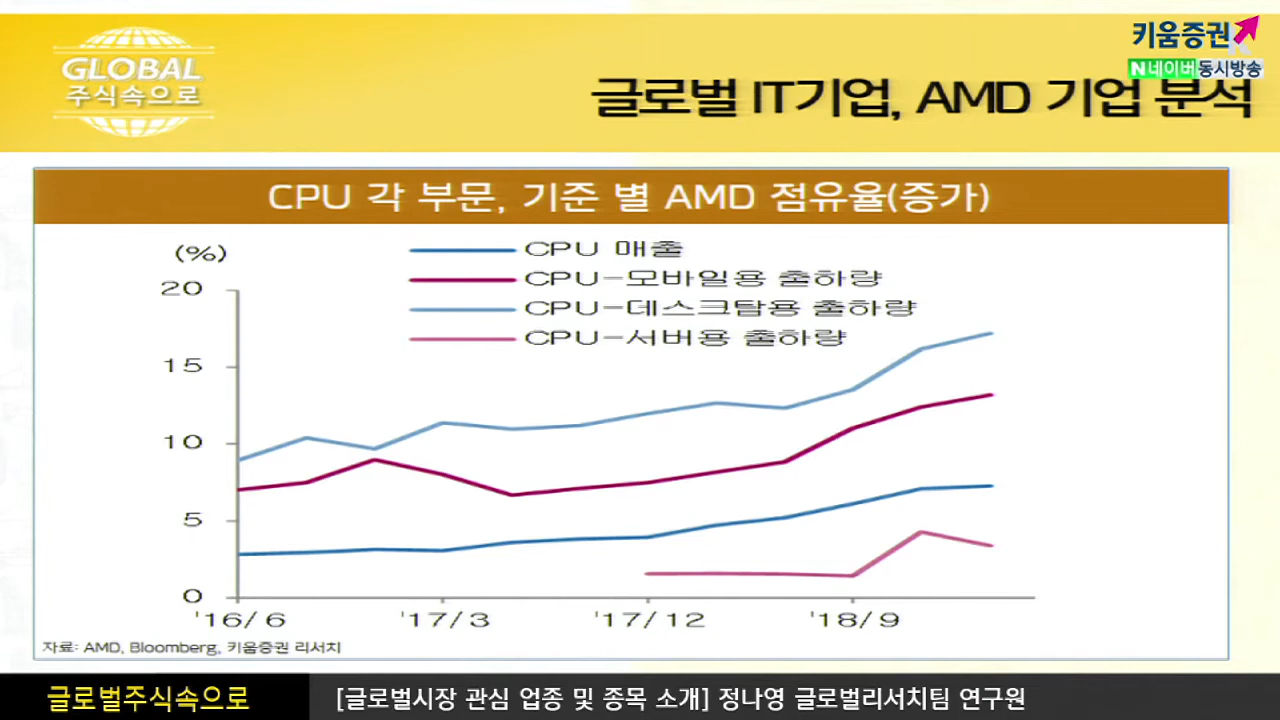 GLOBAL
주식속으로
키움증권
N 네이버 동시방송
글로벌 IT기업, AMD 기업 분석
CPU 각 부문, 기준 별 AMD 점유율(증가)
(%)
CPU 매출
CPU-모바일용 출하량
CPU-데스크탑용 출하량
CPU-서버용 출하량
20
15
10
5
0
'16/6 '17/3 '17/12 '18/9
자료: AMD, Bloomberg, 키움증권 리서치
글로벌주식속으로 [글로벌시장 관심 업종 및 종목 소개] 정나영 글로벌리서치팀 연구원